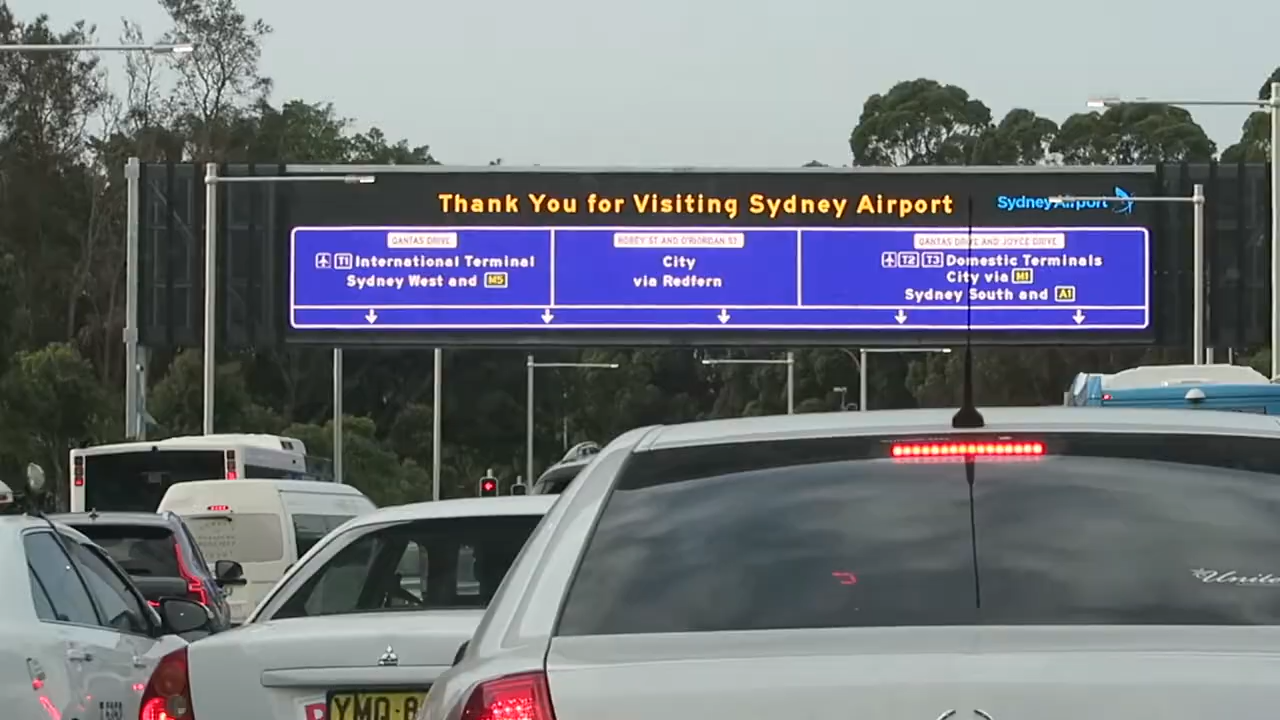 Thank You for Visiting Sydney Airport
Sydney Airport
QANTAS DRIVE
T1 International Terminal
Sydney West and M5
ROBEY ST AND O'RIORDAN ST
City
via Redfern
QANTAS DRIVE AND JOYCE DRIVE
T2 T3 Domestic Terminals
City via M1
Sydney South and A1
YMQ